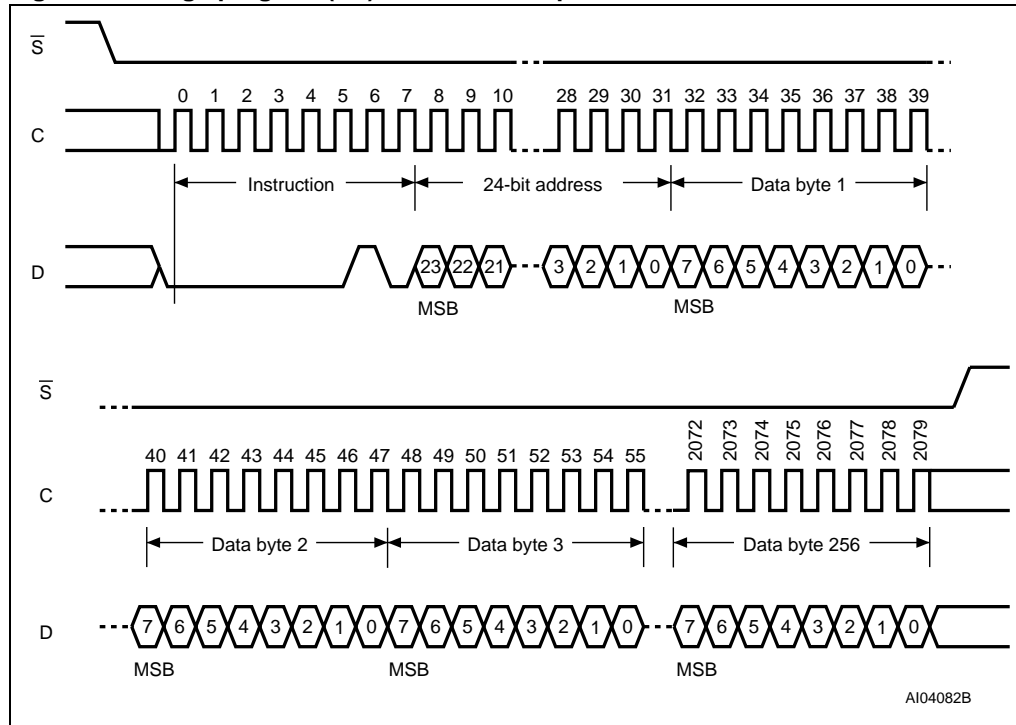 S
0 1 2 3 4 5 6 7 8 9 10 28 29 30 31 32 33 34 35 36 37 38 39
C
Instruction 24-bit address Data byte 1
D 23 22 21 3 2 1 0 7 6 5 4 3 2 1 0
MSB MSB
S
40 41 42 43 44 45 46 47 48 49 50 51 52 53 54 55 2072 2073 2074 2075 2076 2077 2078 2079
C
Data byte 2 Data byte 3 Data byte 256
D 7 6 5 4 3 2 1 0 7 6 5 4 3 2 1 0 7 6 5 4 3 2 1 0
MSB MSB MSB
AI04082B